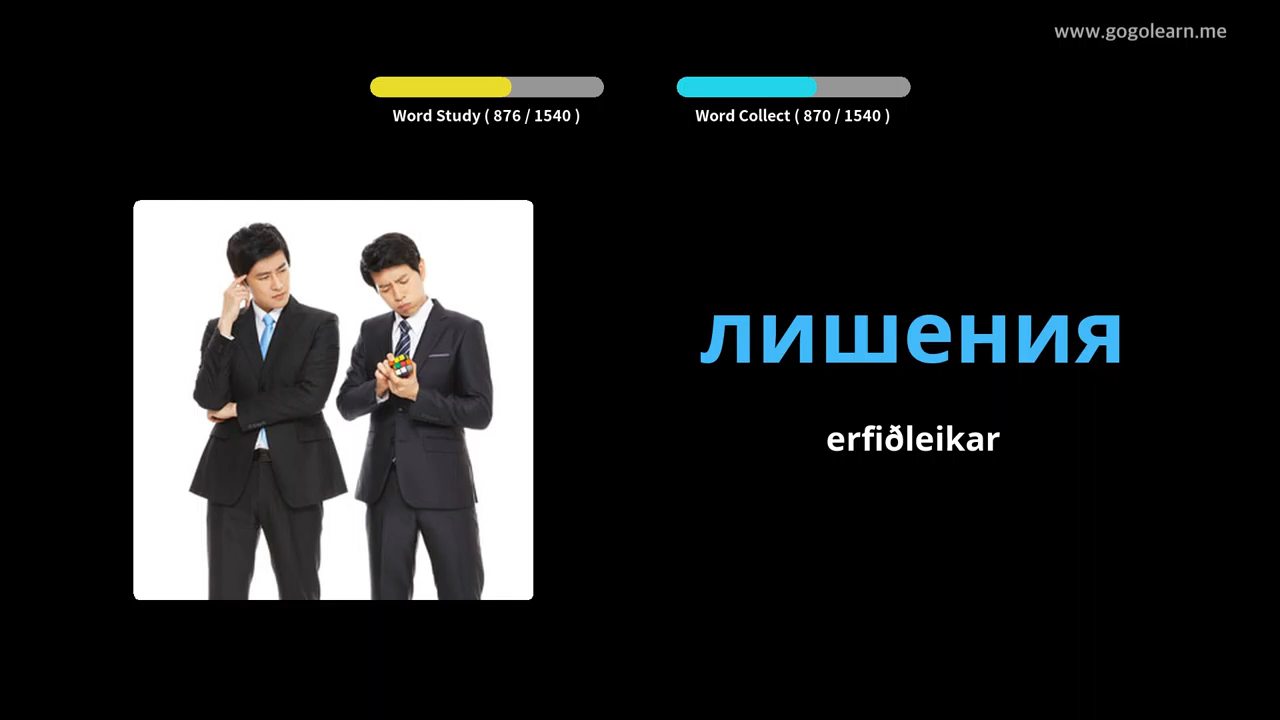 www.gogolearn.me
Word Study ( 876 / 1540 )
Word Collect ( 870 / 1540 )
лишения
erfiðleikar